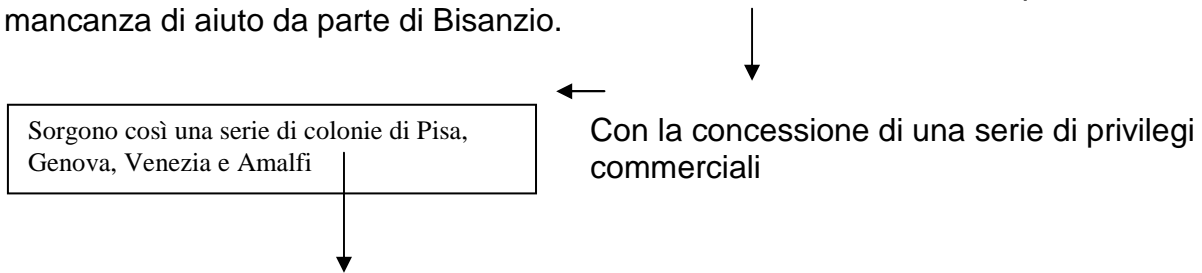 mancanza di aiuto da parte di Bisanzio.
Con la concessione di una serie di privilegi
commerciali
Sorgono così una serie di colonie di Pisa,
Genova, Venezia e Amalfi